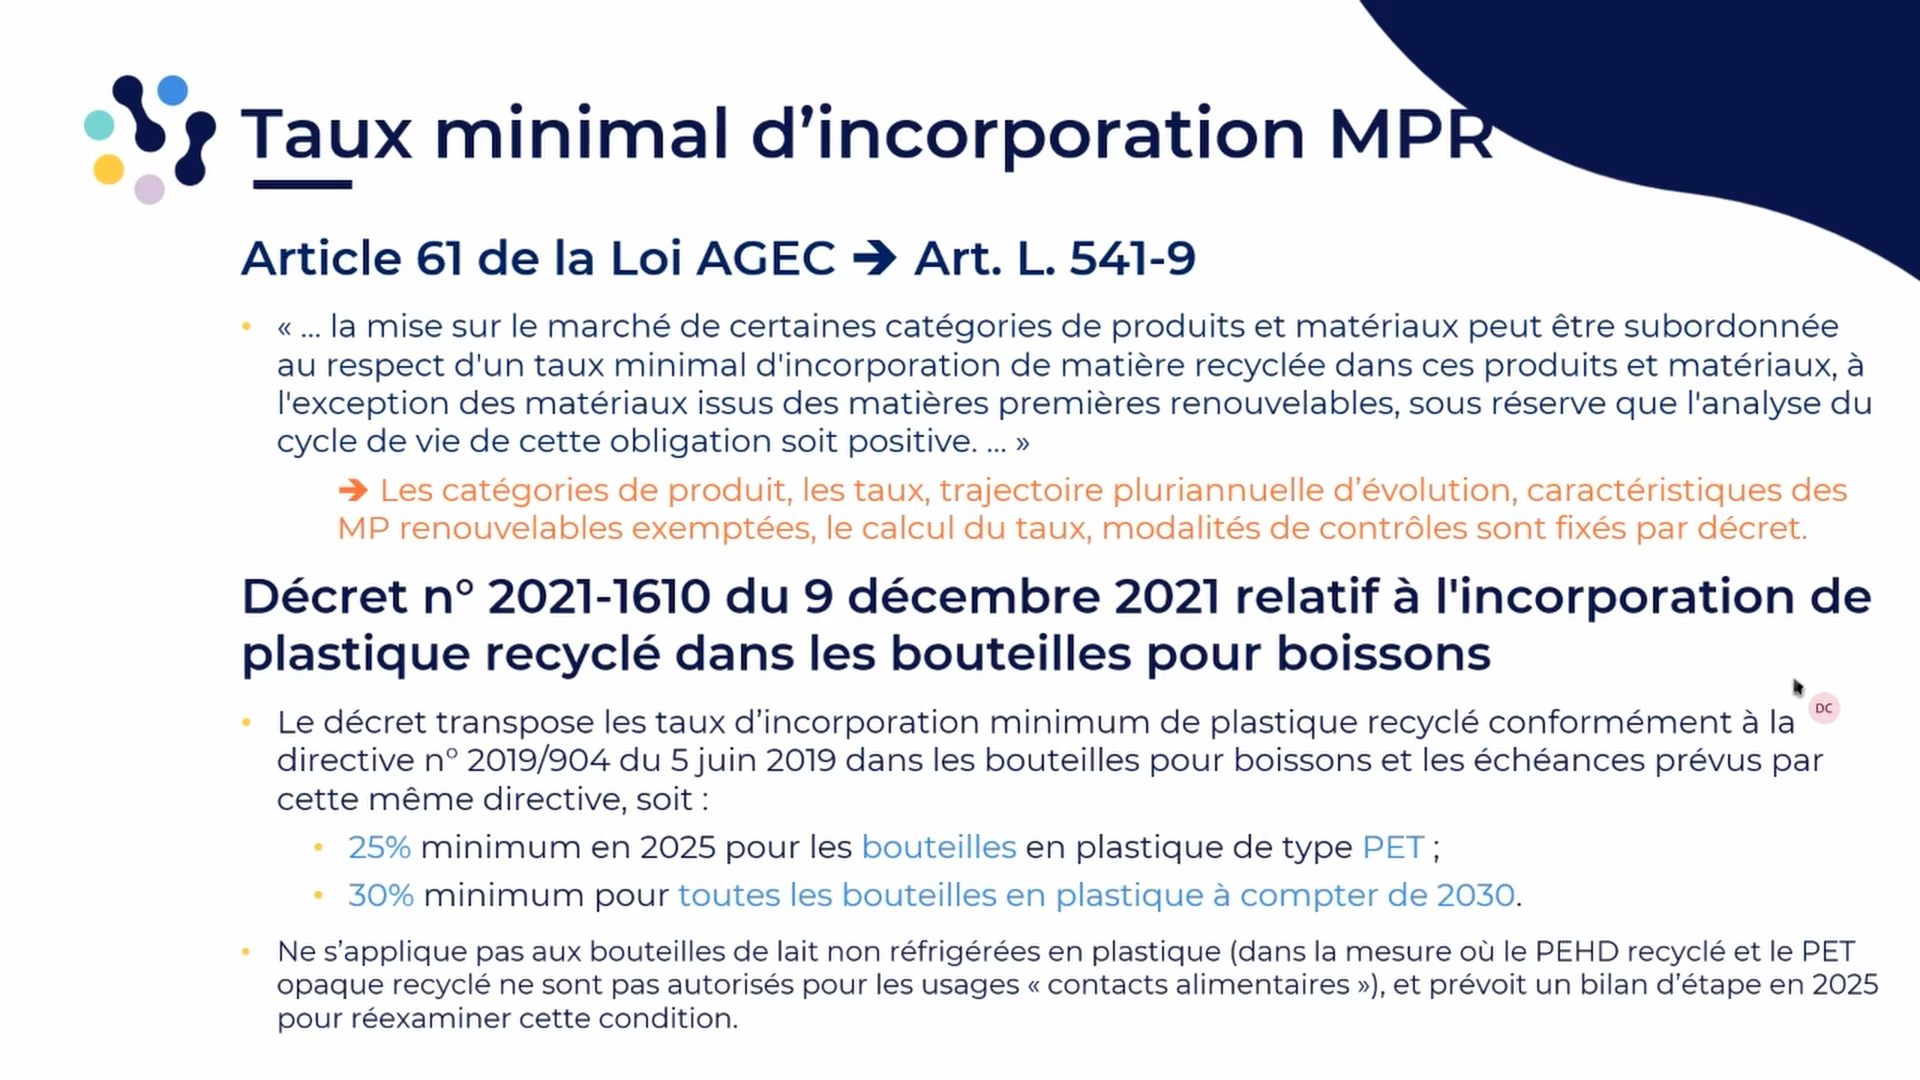 Taux minimal d’incorporation MPR
Article 61 de la Loi AGEC ➔ Art. L. 541-9
• « … la mise sur le marché de certaines catégories de produits et matériaux peut être subordonnée
au respect d'un taux minimal d'incorporation de matière recyclée dans ces produits et matériaux, à
l'exception des matériaux issus des matières premières renouvelables, sous réserve que l'analyse du
cycle de vie de cette obligation soit positive. … »
➔ Les catégories de produit, les taux, trajectoire pluriannuelle d’évolution, caractéristiques des
MP renouvelables exemptées, le calcul du taux, modalités de contrôles sont fixés par décret.
Décret n° 2021-1610 du 9 décembre 2021 relatif à l'incorporation de
plastique recyclé dans les bouteilles pour boissons
• Le décret transpose les taux d’incorporation minimum de plastique recyclé conformément à la
DC
directive n° 2019/904 du 5 juin 2019 dans les bouteilles pour boissons et les échéances prévus par
cette même directive, soit :
• 25% minimum en 2025 pour les bouteilles en plastique de type PET ;
• 30% minimum pour toutes les bouteilles en plastique à compter de 2030.
• Ne s’applique pas aux bouteilles de lait non réfrigérées en plastique (dans la mesure où le PEHD recyclé et le PET
opaque recyclé ne sont pas autorisés pour les usages « contacts alimentaires »), et prévoit un bilan d’étape en 2025
pour réexaminer cette condition.